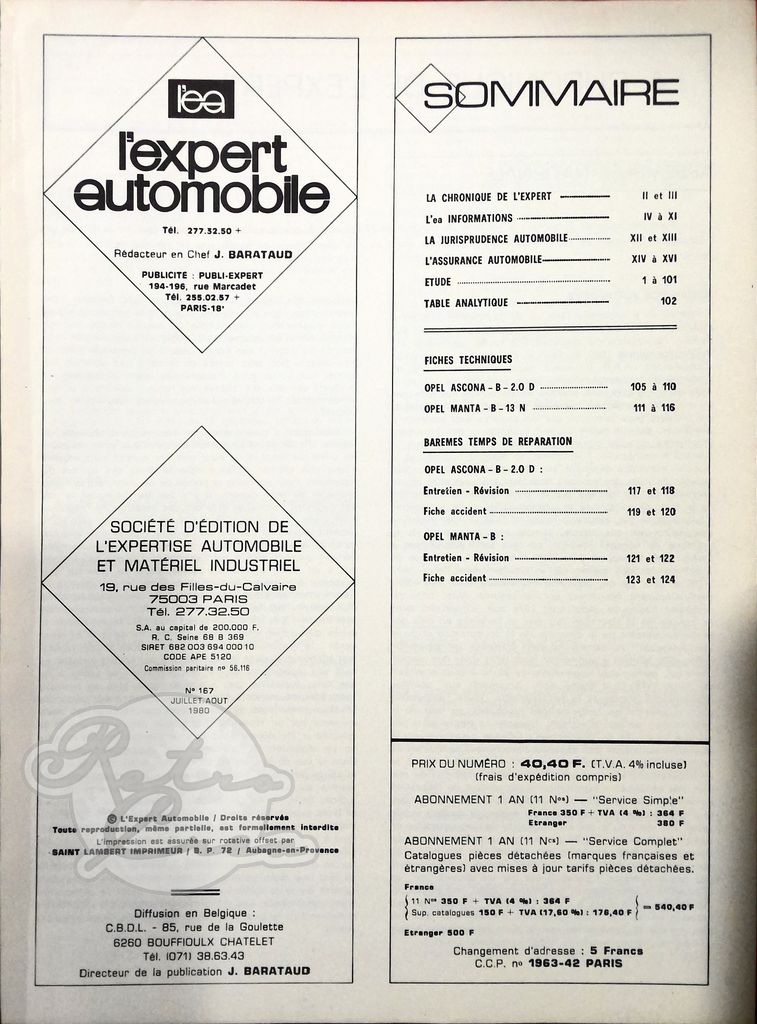 l'ea
l'expert
automobile
Tél. 277.32.50 +
Rédacteur en Chef J. BARATAUD
PUBLICITE : PUBLI-EXPERT
194-196, rue Marcadet
Tél. 255.02.57 +
PARIS-18e
SOCIÉTÉ D'ÉDITION DE
L'EXPERTISE AUTOMOBILE
ET MATÉRIEL INDUSTRIEL
19, rue des Filles-du-Calvaire
75003 PARIS
Tél. 277.32.50
S.A. au capital de 200.000 F.
R. C. Seine 68 B 369
SIRET 682 003 694 000 10
CODE APE 5120
Commission paritaire no 56.116
No 167
JUILLET AOUT
1980
Retro
© L'Expert Automobile / Droits réservés
Toute reproduction, même partielle, est formellement interdite
L'impression est assurée sur rotative offset par
SAINT LAMBERT IMPRIMEUR / B. P. 72 / Aubagne-en-Provence
Diffusion en Belgique :
C.B.D.L. - 85, rue de la Goulette
6260 BOUFFIOULX CHATELET
Tél. (071) 38.63.43
Directeur de la publication J. BARATAUD
SOMMAIRE
LA CHRONIQUE DE L'EXPERT II et III
L'ea INFORMATIONS IV à XI
LA JURISPRUDENCE AUTOMOBILE XII et XIII
L'ASSURANCE AUTOMOBILE XIV à XVI
ETUDE 1 à 101
TABLE ANALYTIQUE 102
FICHES TECHNIQUES
OPEL ASCONA - B - 2.0 D 105 à 110
OPEL MANTA - B - 13 N 111 à 116
BAREMES TEMPS DE REPARATION
OPEL ASCONA - B - 2.0 D :
Entretien - Révision 117 et 118
Fiche accident 119 et 120
OPEL MANTA - B :
Entretien - Révision 121 et 122
Fiche accident 123 et 124
PRIX DU NUMÉRO : 40,40 F. (T.V.A. 4% incluse)
(frais d'expédition compris)
ABONNEMENT 1 AN (11 Nos) — "Service Simple"
France 350 F + TVA (4 %) : 364 F
Etranger 380 F
ABONNEMENT 1 AN (11 Nos) — "Service Complet"
Catalogues pièces détachées (marques françaises et
étrangères) avec mises à jour tarifs pièces détachées.
France
11 Nos 350 F + TVA (4 %) : 364 F
Sup. catalogues 150 F + TVA (17,60 %) : 176,40 F
= 540,40 F
Etranger 500 F
Changement d'adresse : 5 Francs
C.C.P. no 1963-42 PARIS